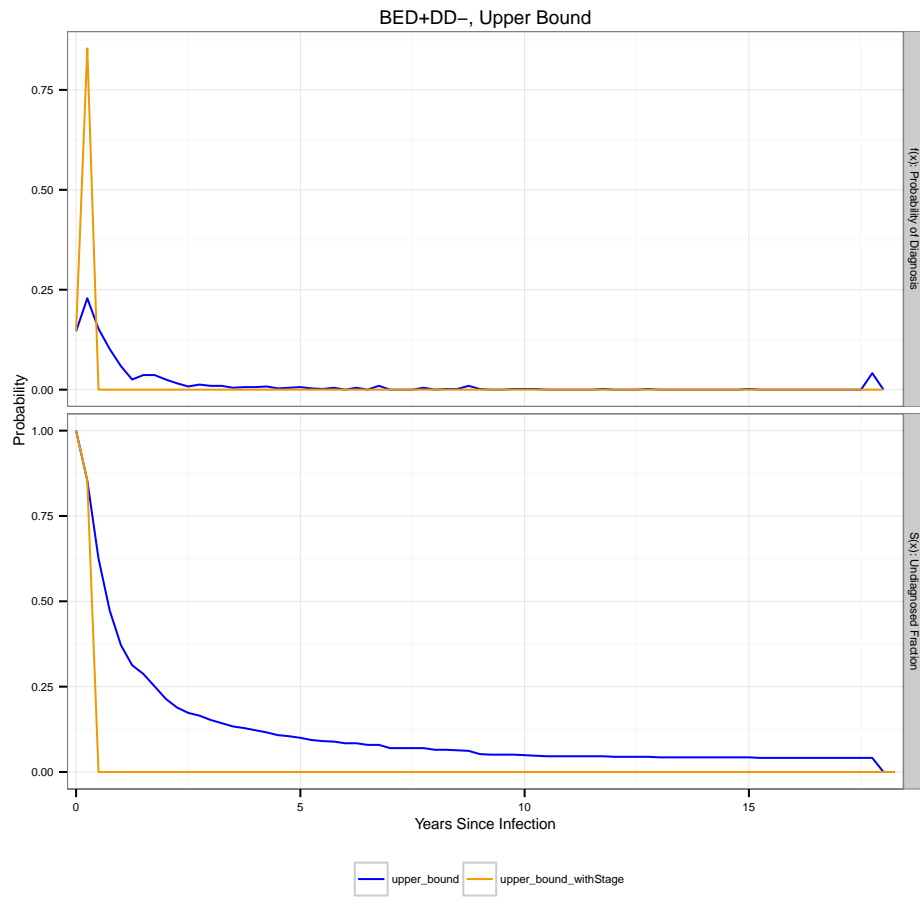 BED+DD−, Upper Bound
0.75
0.50
0.25
0.00
f(x): Probability of Diagnosis
Probability
1.00
0.75
0.50
0.25
0.00
S(x): Undiagnosed Fraction
0
5
10
15
Years Since Infection
upper_bound
upper_bound_withStage